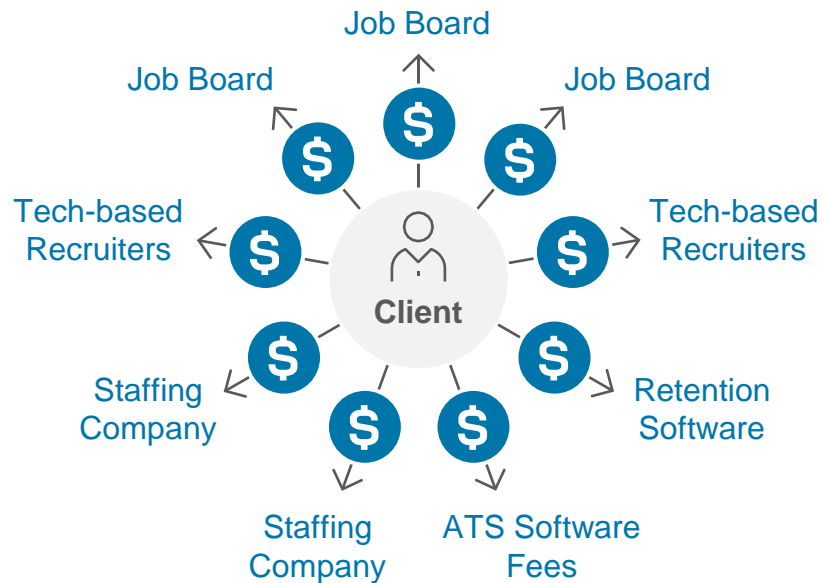 Job Board
Job Board
Job Board
$
$
$
Tech-based
Recruiters
Tech-based
Recruiters
$
$
Client
$
$
Staffing
Company
Retention
Software
$
$
Staffing
Company
ATS Software
Fees